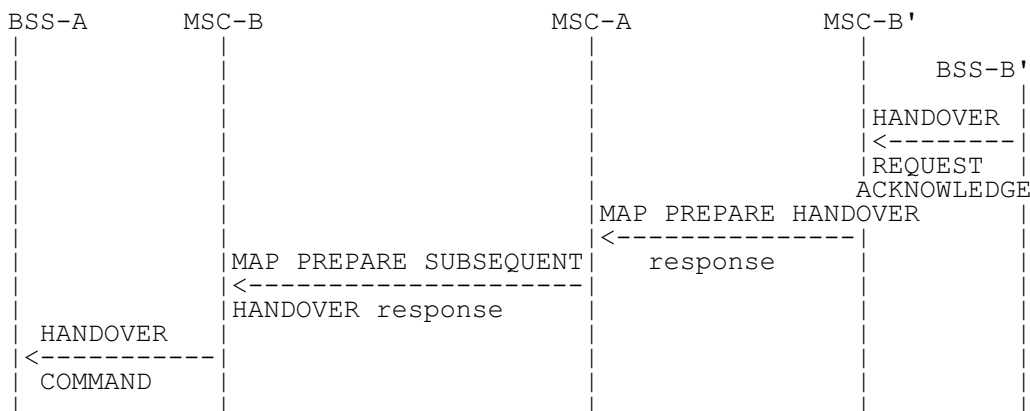 BSS-A MSC-B MSC-A MSC-B'
BSS-B'
HANDOVER
REQUEST
ACKNOWLEDGE
MAP PREPARE HANDOVER
response
MAP PREPARE SUBSEQUENT
HANDOVER response
HANDOVER
COMMAND